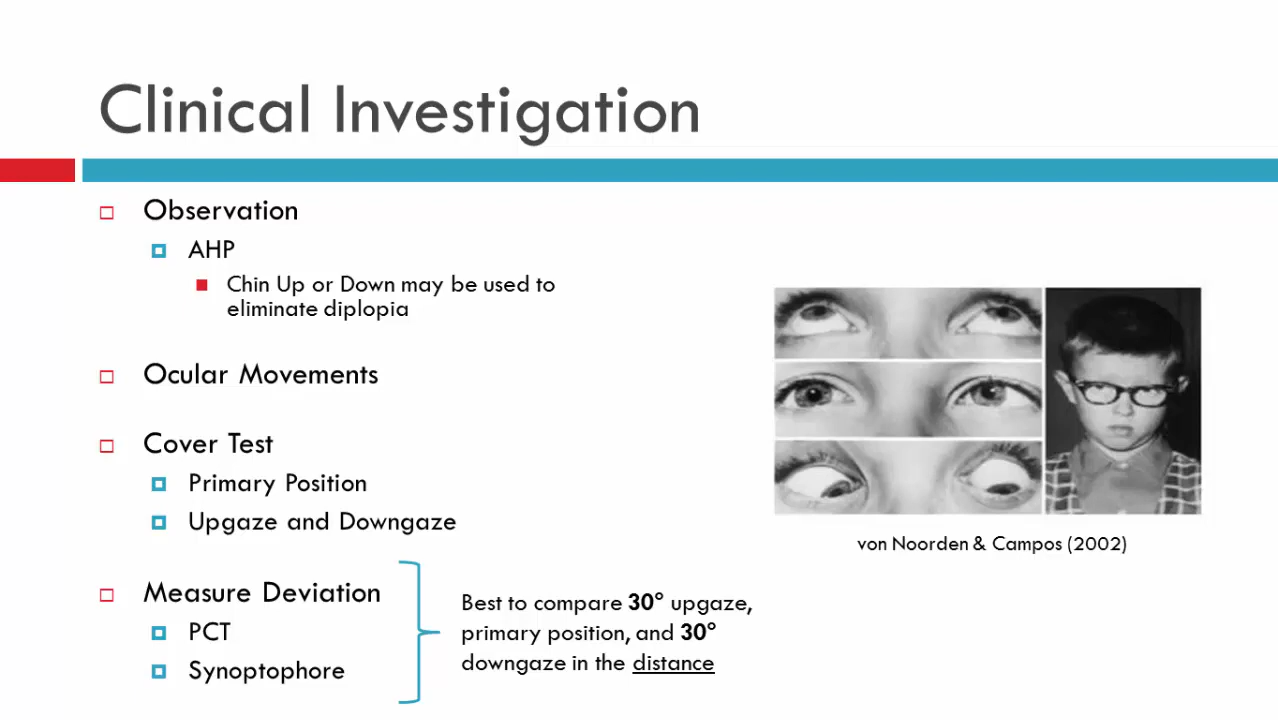 Clinical Investigation
Observation
AHP
Chin Up or Down may be used to
eliminate diplopia
Ocular Movements
Cover Test
Primary Position
Upgaze and Downgaze
Measure Deviation
PCT
Synoptophore
Best to compare 30° upgaze,
primary position, and 30°
downgaze in the distance
von Noorden & Campos (2002)